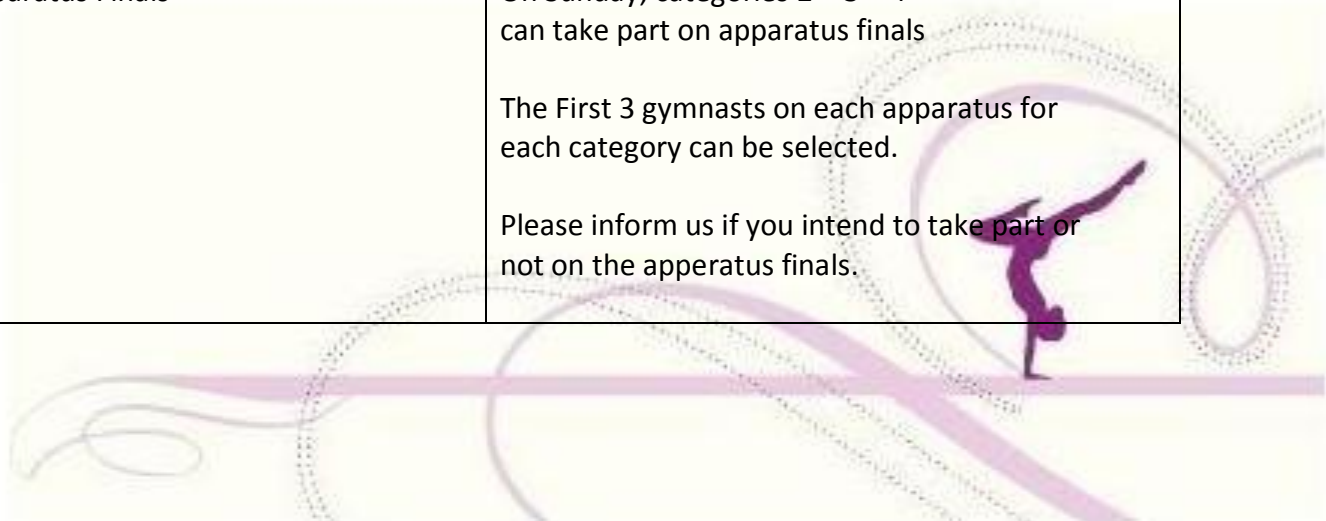 can take part on apparatus finals
The First 3 gymnasts on each apparatus for
each category can be selected.
Please inform us if you intend to take part or
not on the apperatus finals.